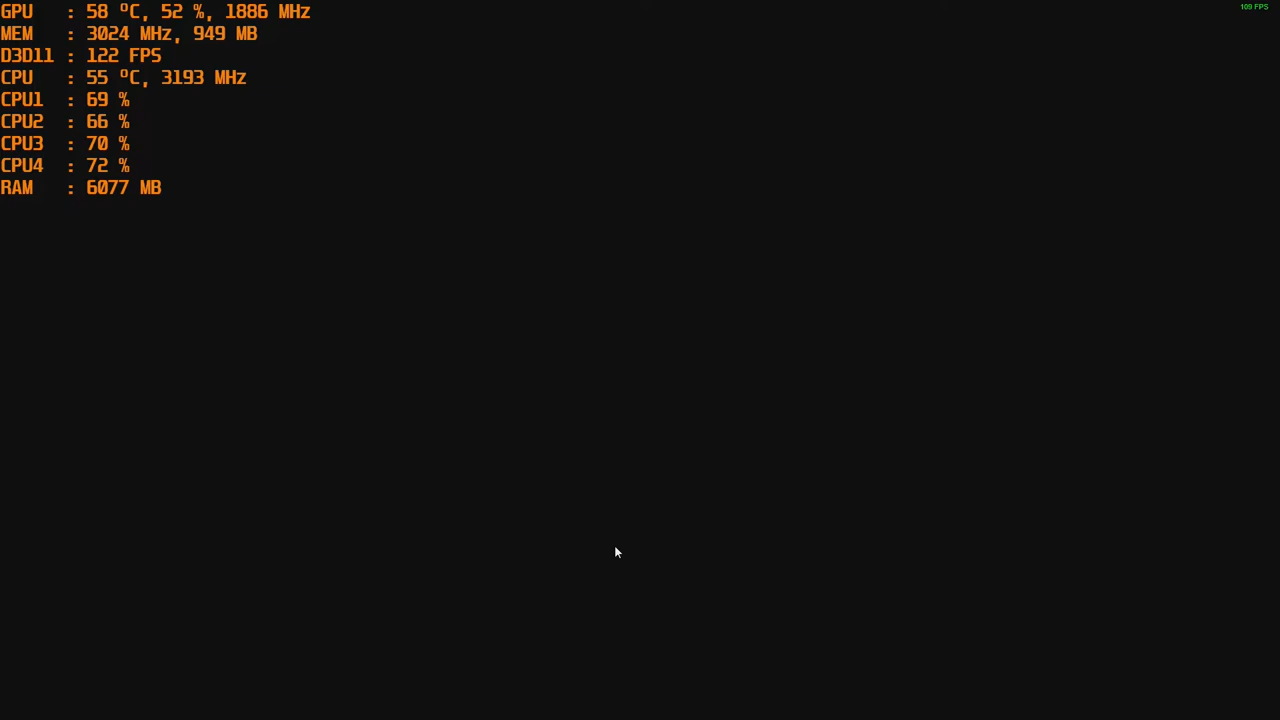 GPU : 58 °C, 52 %, 1886 MHz
109 FPS
MEM : 3024 MHz, 949 MB
D3D11 : 122 FPS
CPU : 55 °C, 3193 MHz
CPU1 : 69 %
CPU2 : 66 %
CPU3 : 70 %
CPU4 : 72 %
RAM : 6077 MB